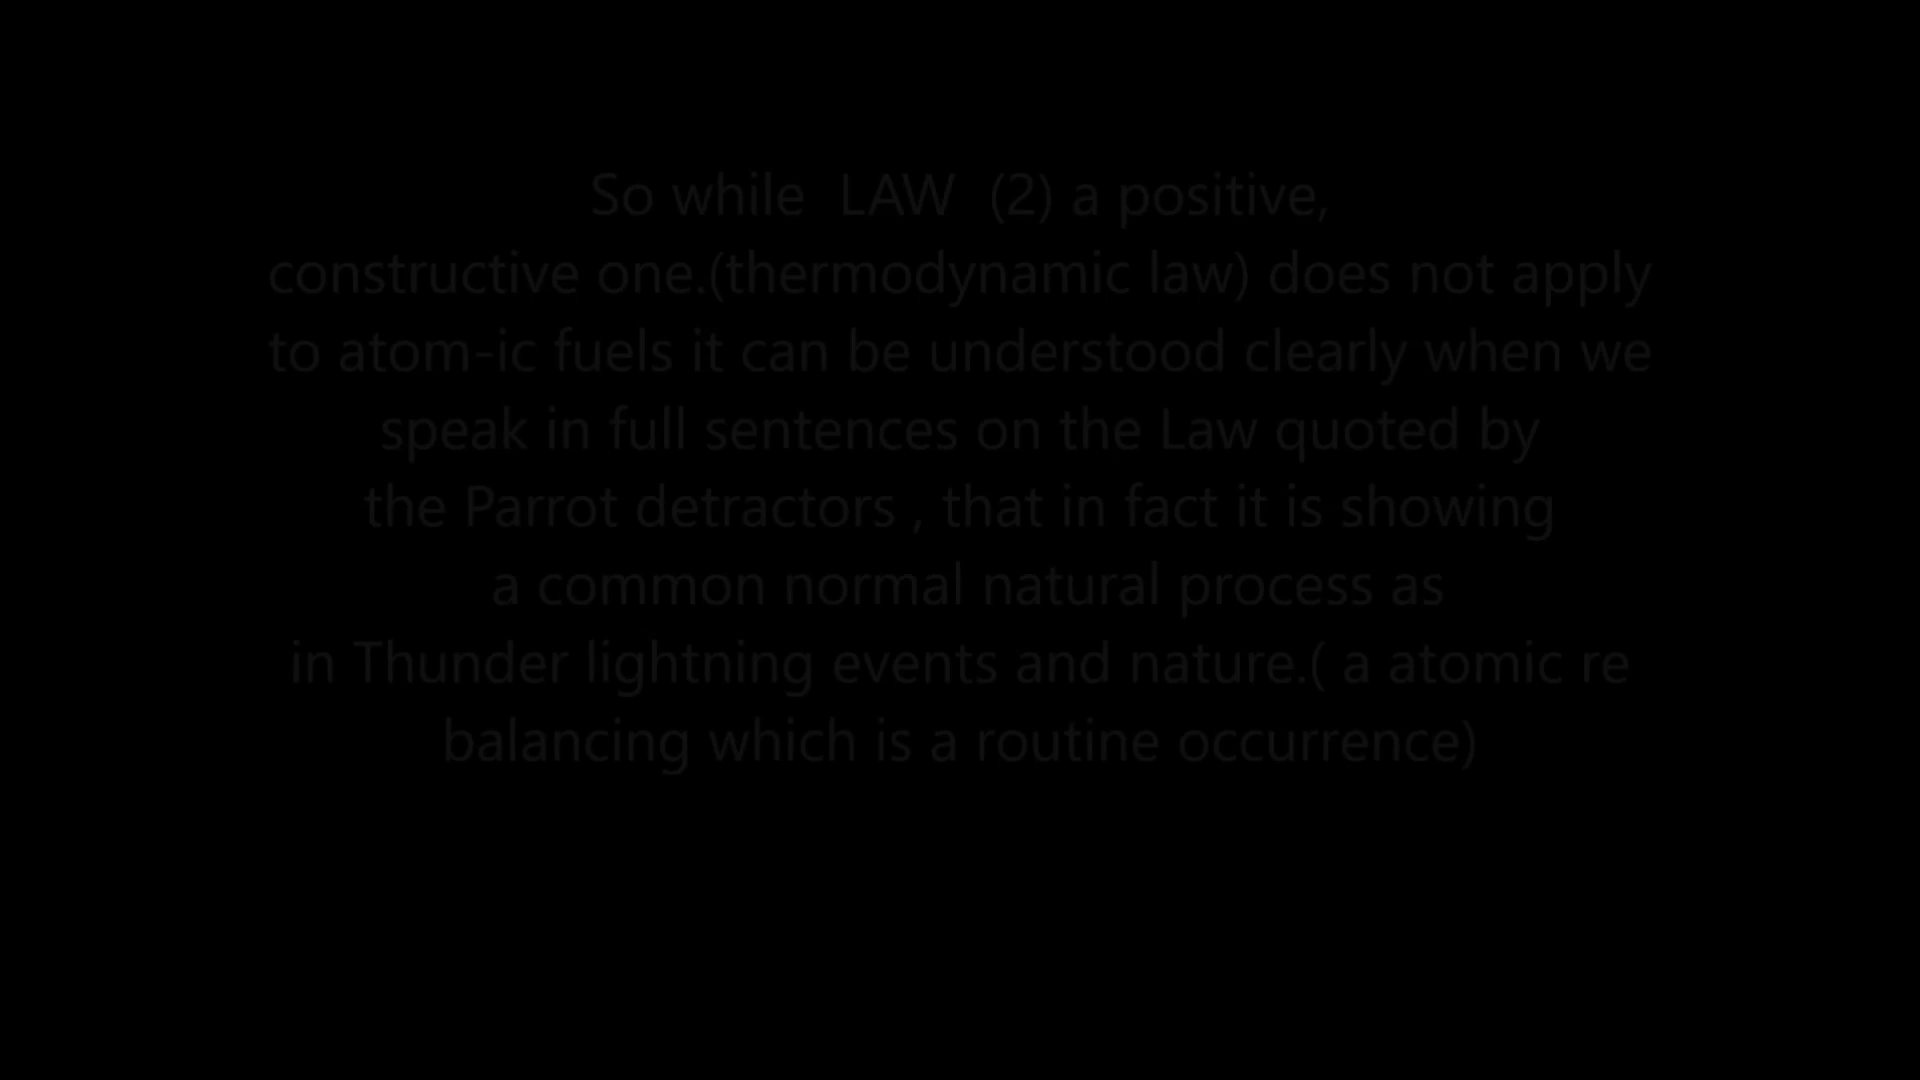 So while  LAW  (2) a positive,
constructive one.(thermodynamic law) does not apply
to atom-ic fuels it can be understood clearly when we
speak in full sentences on the Law quoted by
the Parrot detractors , that in fact it is showing
a common normal natural process as
in Thunder lightning events and nature.( a atomic re
balancing which is a routine occurrence)